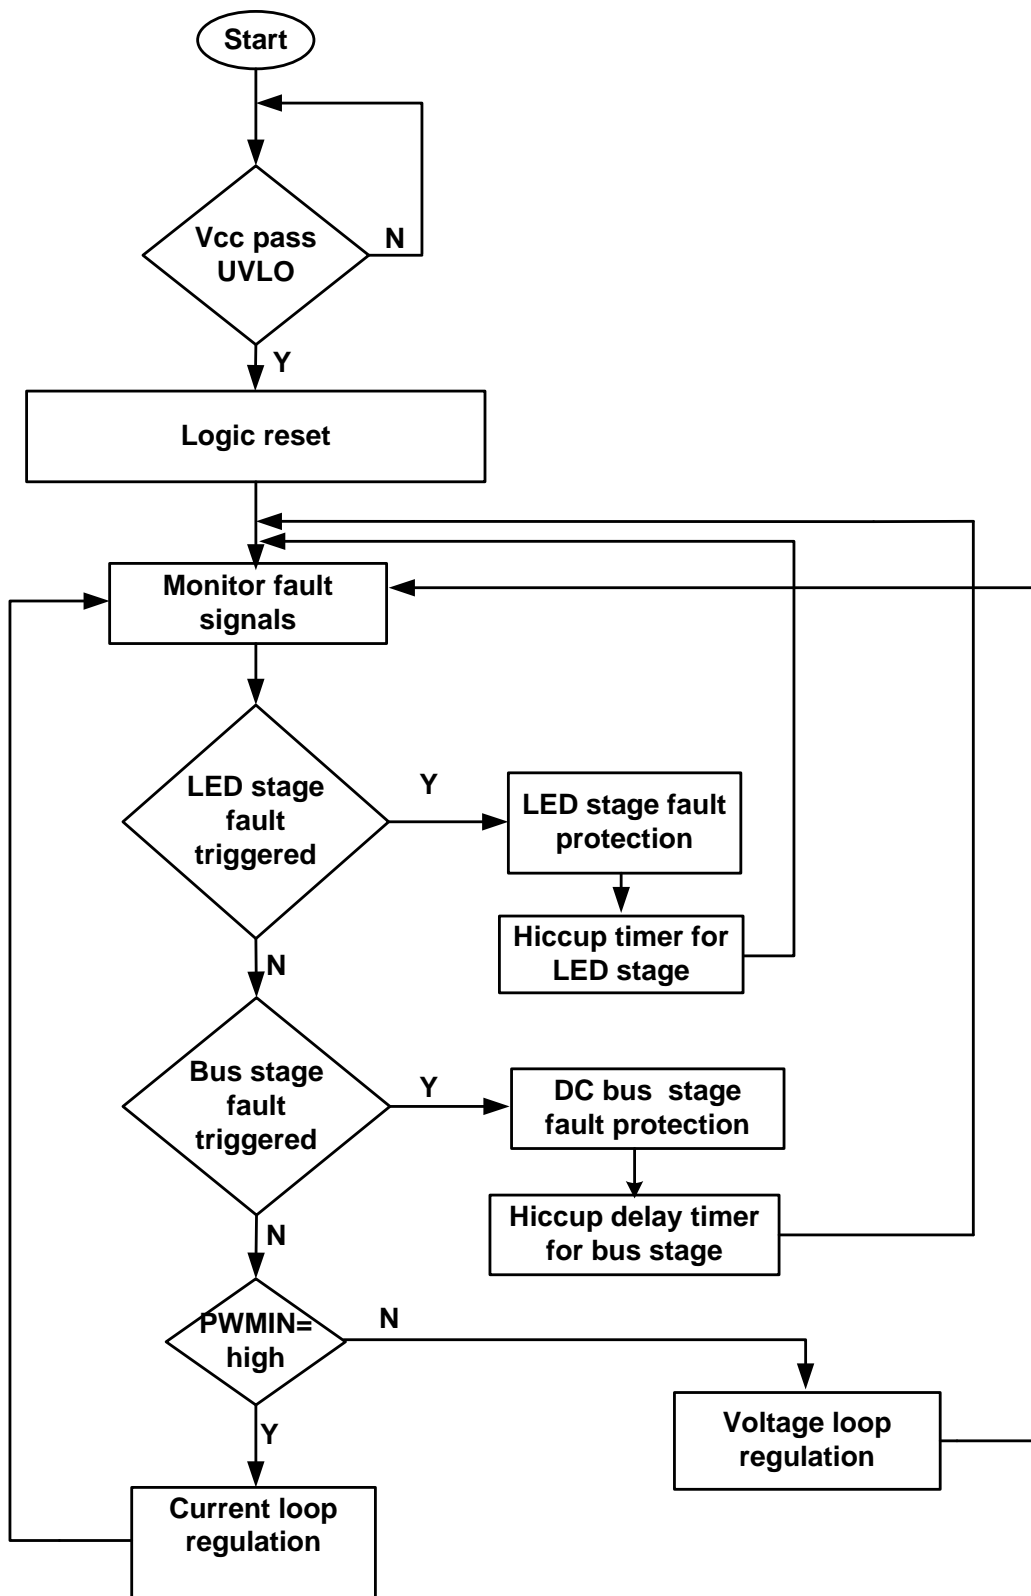 Start
Vcc pass
UVLO
N
Y
Logic reset
Monitor fault
signals
LED stage
fault
triggered
Y
LED stage fault
protection
Hiccup timer for
LED stage
N
Bus stage
fault
triggered
Y
DC bus stage
fault protection
Hiccup delay timer
for bus stage
N
PWMIN=
high
N
Voltage loop
regulation
Y
Current loop
regulation